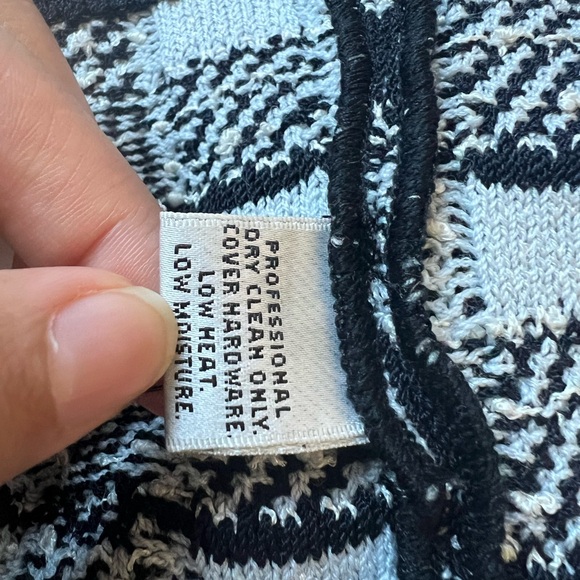 PROFESSIONAL
DRY CLEAN ONLY.
COVER HARDWARE.
LOW HEAT.
LOW MOISTURE.